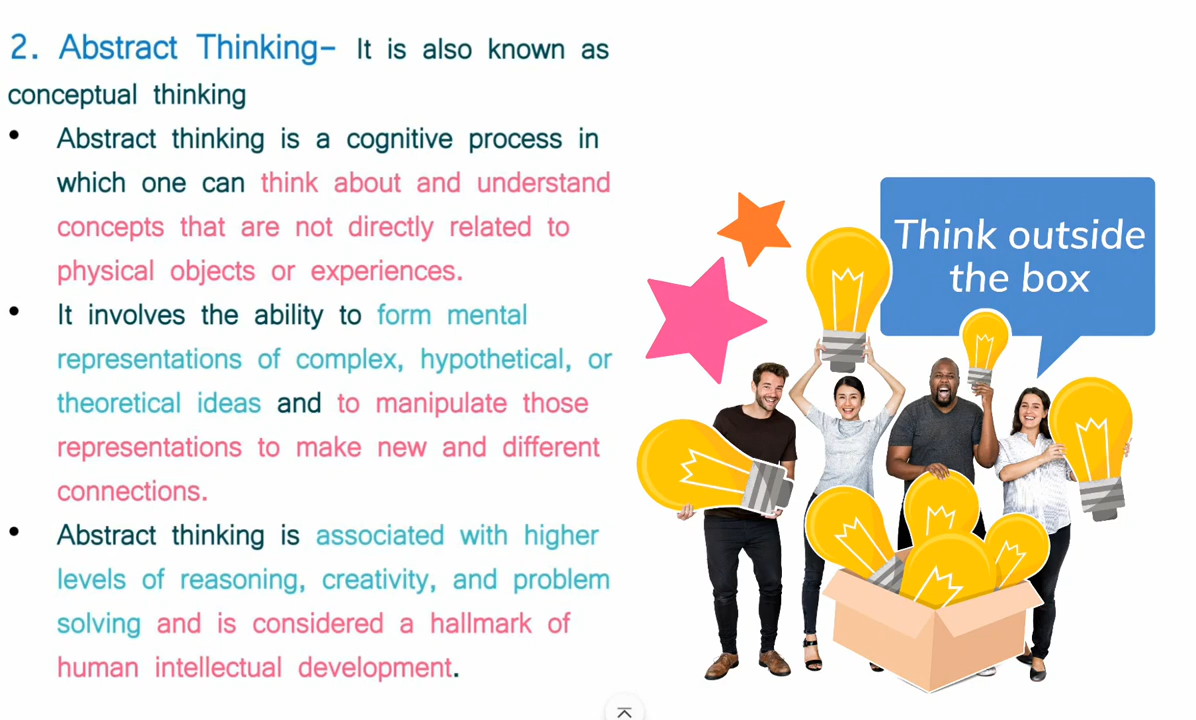 2. Abstract Thinking– It is also known as
conceptual thinking
• Abstract thinking is a cognitive process in
which one can think about and understand
concepts that are not directly related to
physical objects or experiences.
• It involves the ability to form mental
representations of complex, hypothetical, or
theoretical ideas and to manipulate those
representations to make new and different
connections.
• Abstract thinking is associated with higher
levels of reasoning, creativity, and problem
solving and is considered a hallmark of
human intellectual development.
Think outside
the box